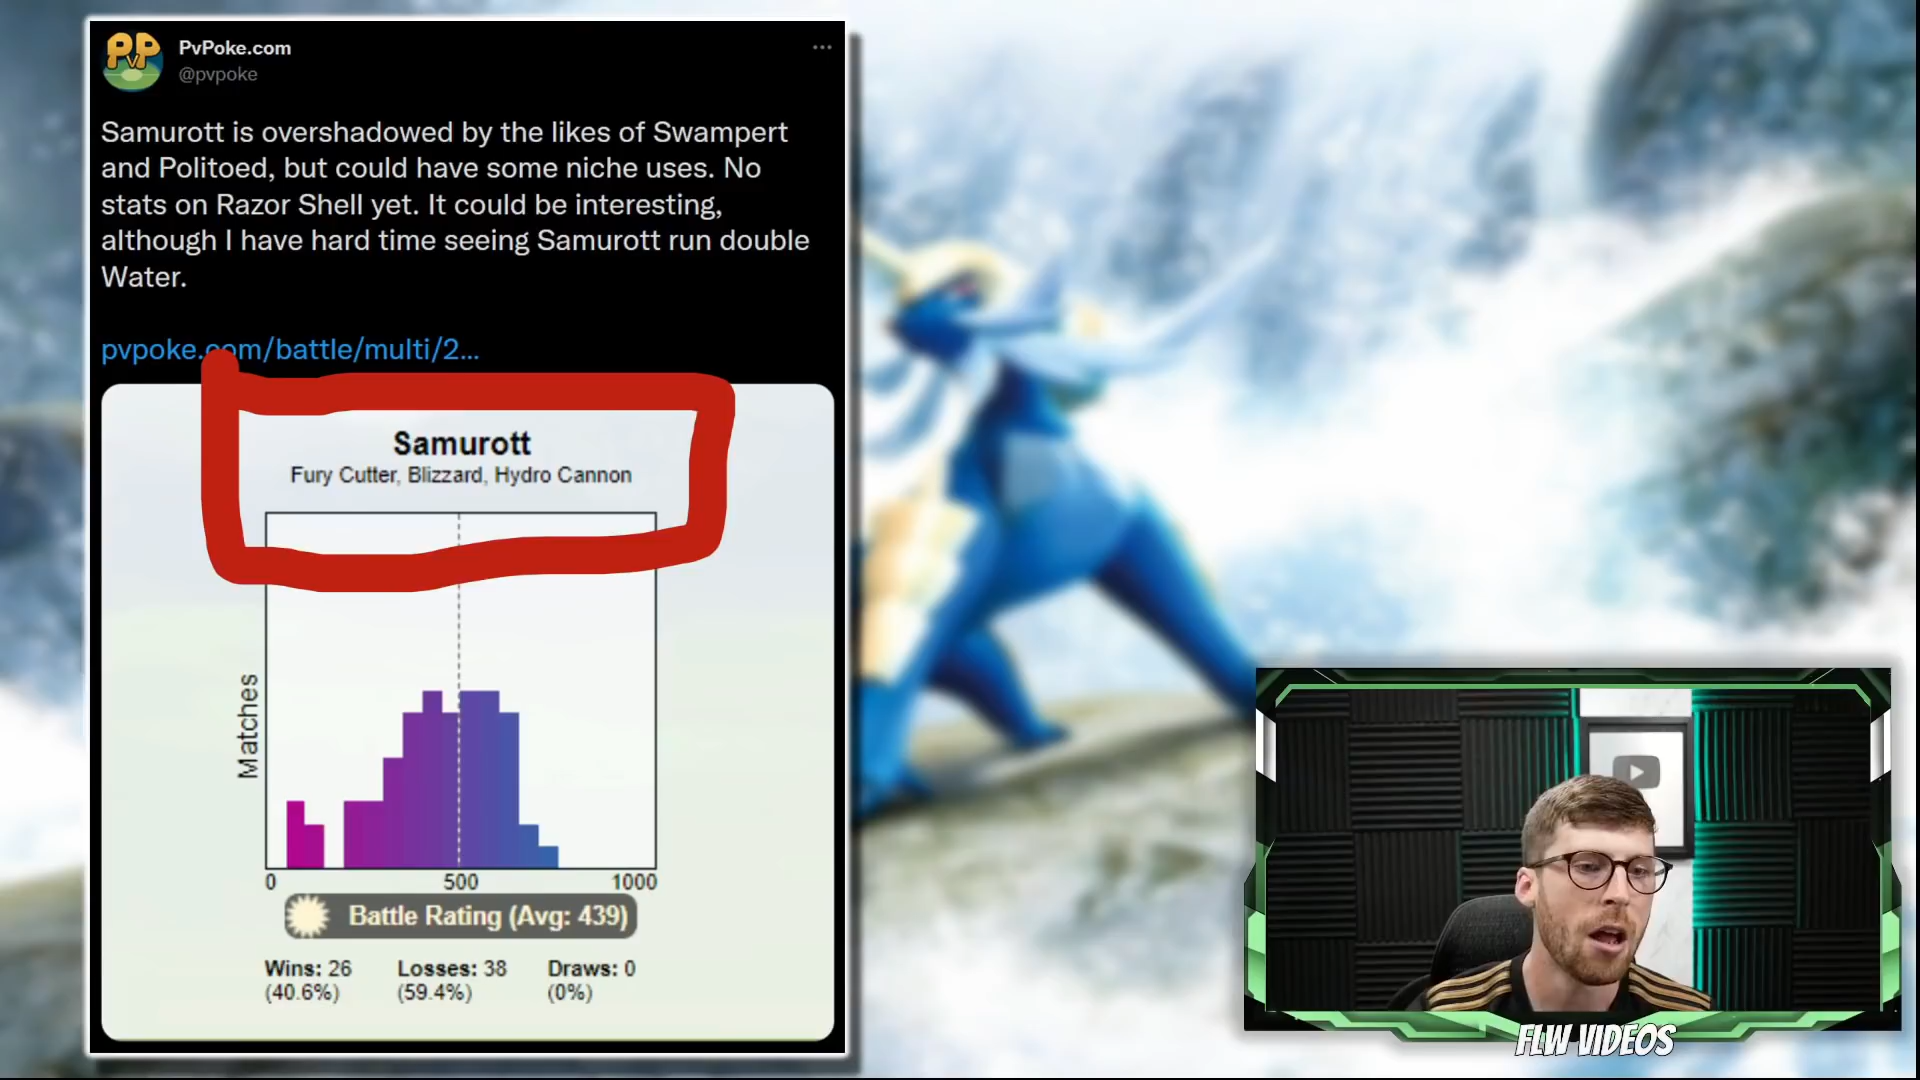 PvP
PvPoke.com
@pvpoke
Samurott is overshadowed by the likes of Swampert
and Politoed, but could have some niche uses. No
stats on Razor Shell yet. It could be interesting,
although I have hard time seeing Samurott run double
Water.
pvpoke.com/battle/multi/2...
Samurott
Fury Cutter, Blizzard, Hydro Cannon
Matches
0 500 1000
Battle Rating (Avg: 439)
Wins: 26 Losses: 38 Draws: 0
(40.6%) (59.4%) (0%)
FLW VIDEOS